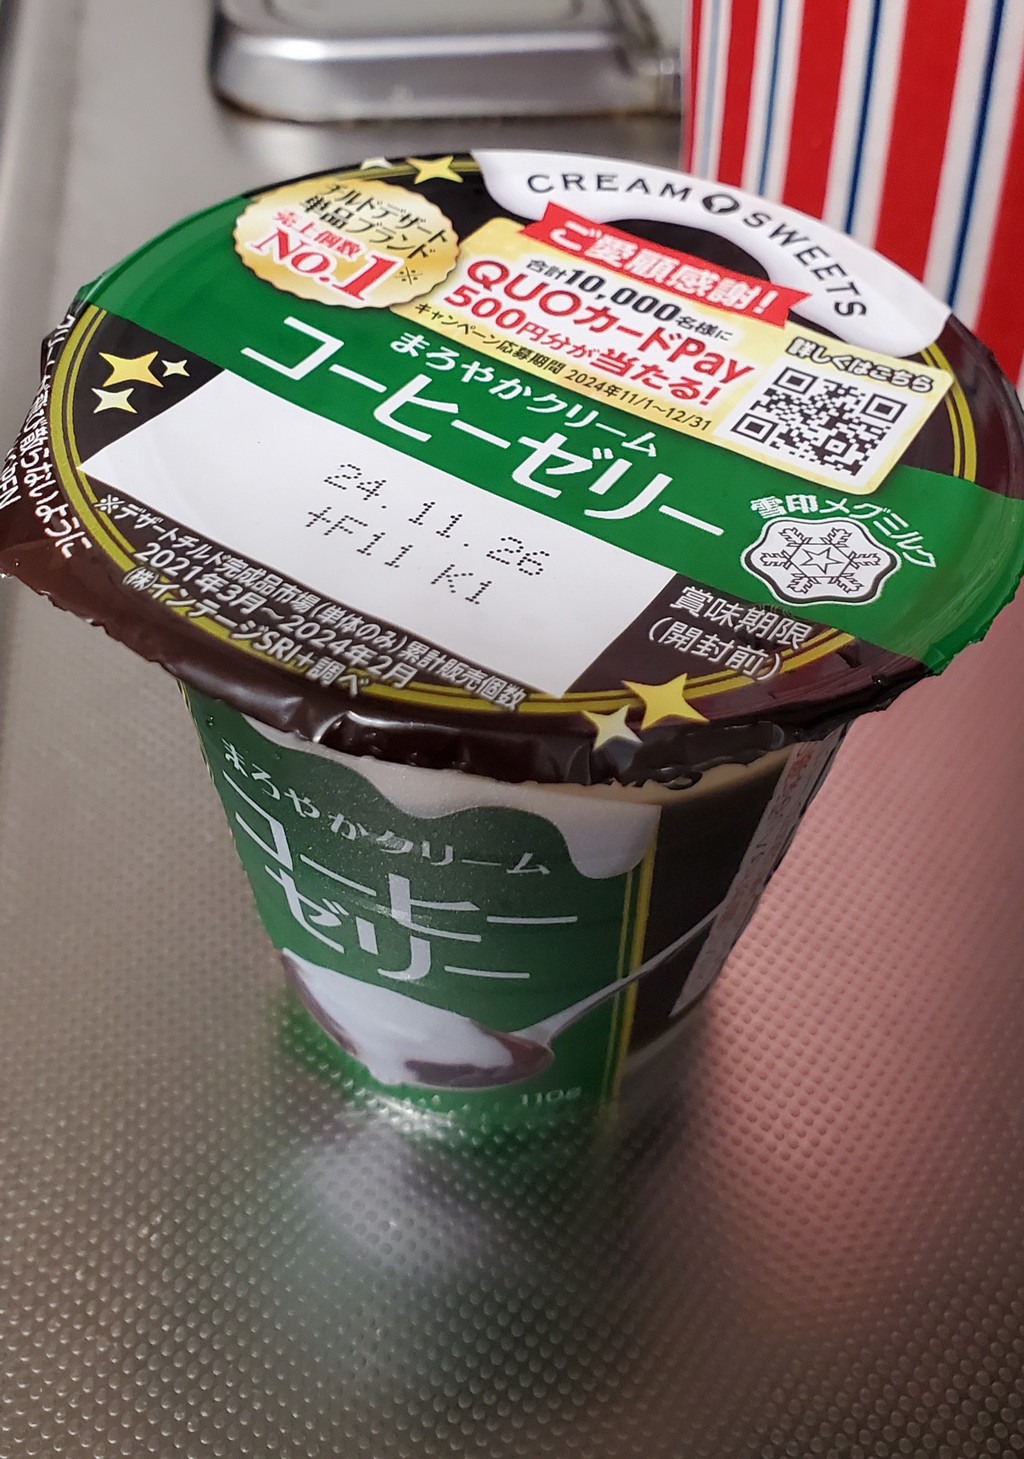 CREAM SWEETS
チルドデザート
単品ブランド
売上個数
No.1※
ご愛顧感謝!
合計10,000名様に
QUOカードPay
500円分が当たる!
キャンペーン応募期間 2024年11/1~12/31
詳しくはこちら
まろやかクリーム
コーヒーゼリー
雪印メグミルク
24.11.26
+F11 K1
賞味期限
(開封前)
※デザートチルド完成品市場(単体のみ)累計販売個数
2021年3月~2024年2月
㈱インテージSRI+調べ
飛び散らないように
まろやかクリーム
コーヒー
ゼリー
110g